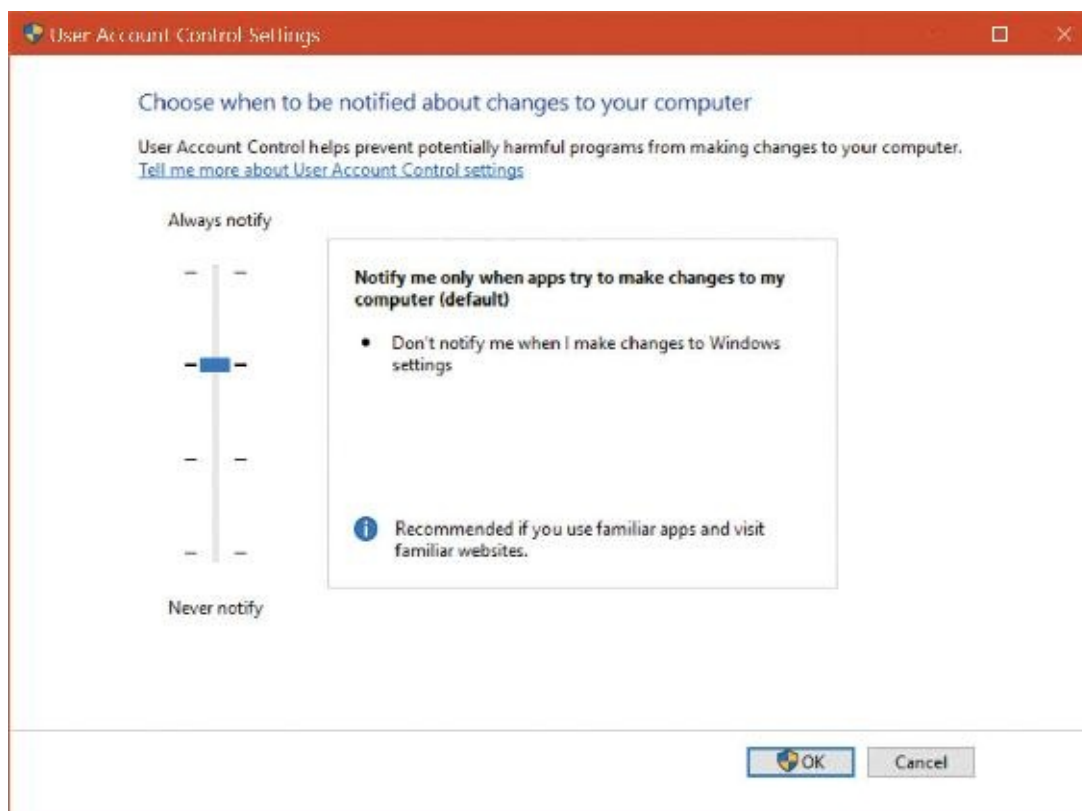 User Account Control Settings
Choose when to be notified about changes to your computer
User Account Control helps prevent potentially harmful programs from making changes to your computer.
Tell me more about User Account Control settings
Always notify
Notify me only when apps try to make changes to my
computer (default)
• Don't notify me when I make changes to Windows
settings
Recommended if you use familiar apps and visit
familiar websites.
Never notify
OK
Cancel